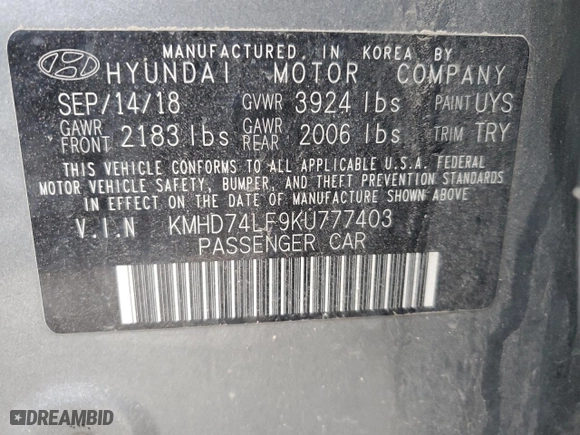 MANUFACTURED IN KOREA BY
HYUNDAI MOTOR COMPANY
SEP/14/18 GVWR 3924 lbs PAINT UYS
GAWR FRONT 2183 lbs GAWR REAR 2006 lbs TRIM TRY
THIS VEHICLE CONFORMS TO ALL APPLICABLE U.S.A. FEDERAL
MOTOR VEHICLE SAFETY, BUMPER, AND THEFT PREVENTION STANDARDS
IN EFFECT ON THE DATE OF MANUFACTURE SHOWN ABOVE.
V.I.N KMHD74LF9KU777403
PASSENGER CAR
DREAMBID